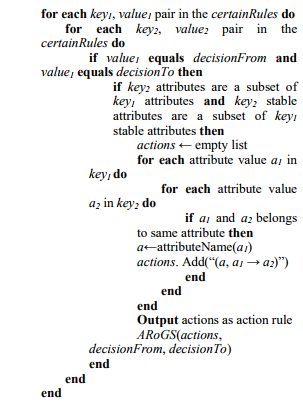 for each key₁, value₁ pair in the certainRules do
for each key₂, value₂ pair in the
certainRules do
if value₁ equals decisionFrom and
value₁ equals decisionTo then
if key₂ attributes are a subset of
key₁ attributes and key₂ stable
attributes are a subset of key₁
stable attributes then
actions ← empty list
for each attribute value a₁ in
key₁ do
for each attribute value
a₂ in key₂ do
if a₁ and a₂ belongs
to same attribute then
a←attributeName(a₁)
actions. Add("(a, a₁ → a₂)")
end
end
end
Output actions as action rule
ARoGS(actions,
decisionFrom, decisionTo)
end
end
end